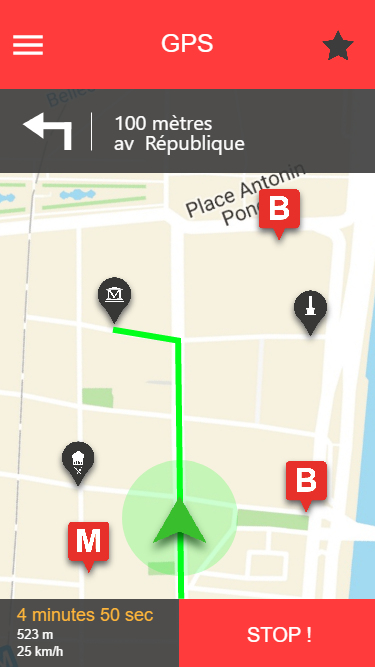 GPS
Belle
100 mètres
av République
Place Antonin
Pon
B
B
M
4 minutes 50 sec
523 m
25 km/h
STOP !